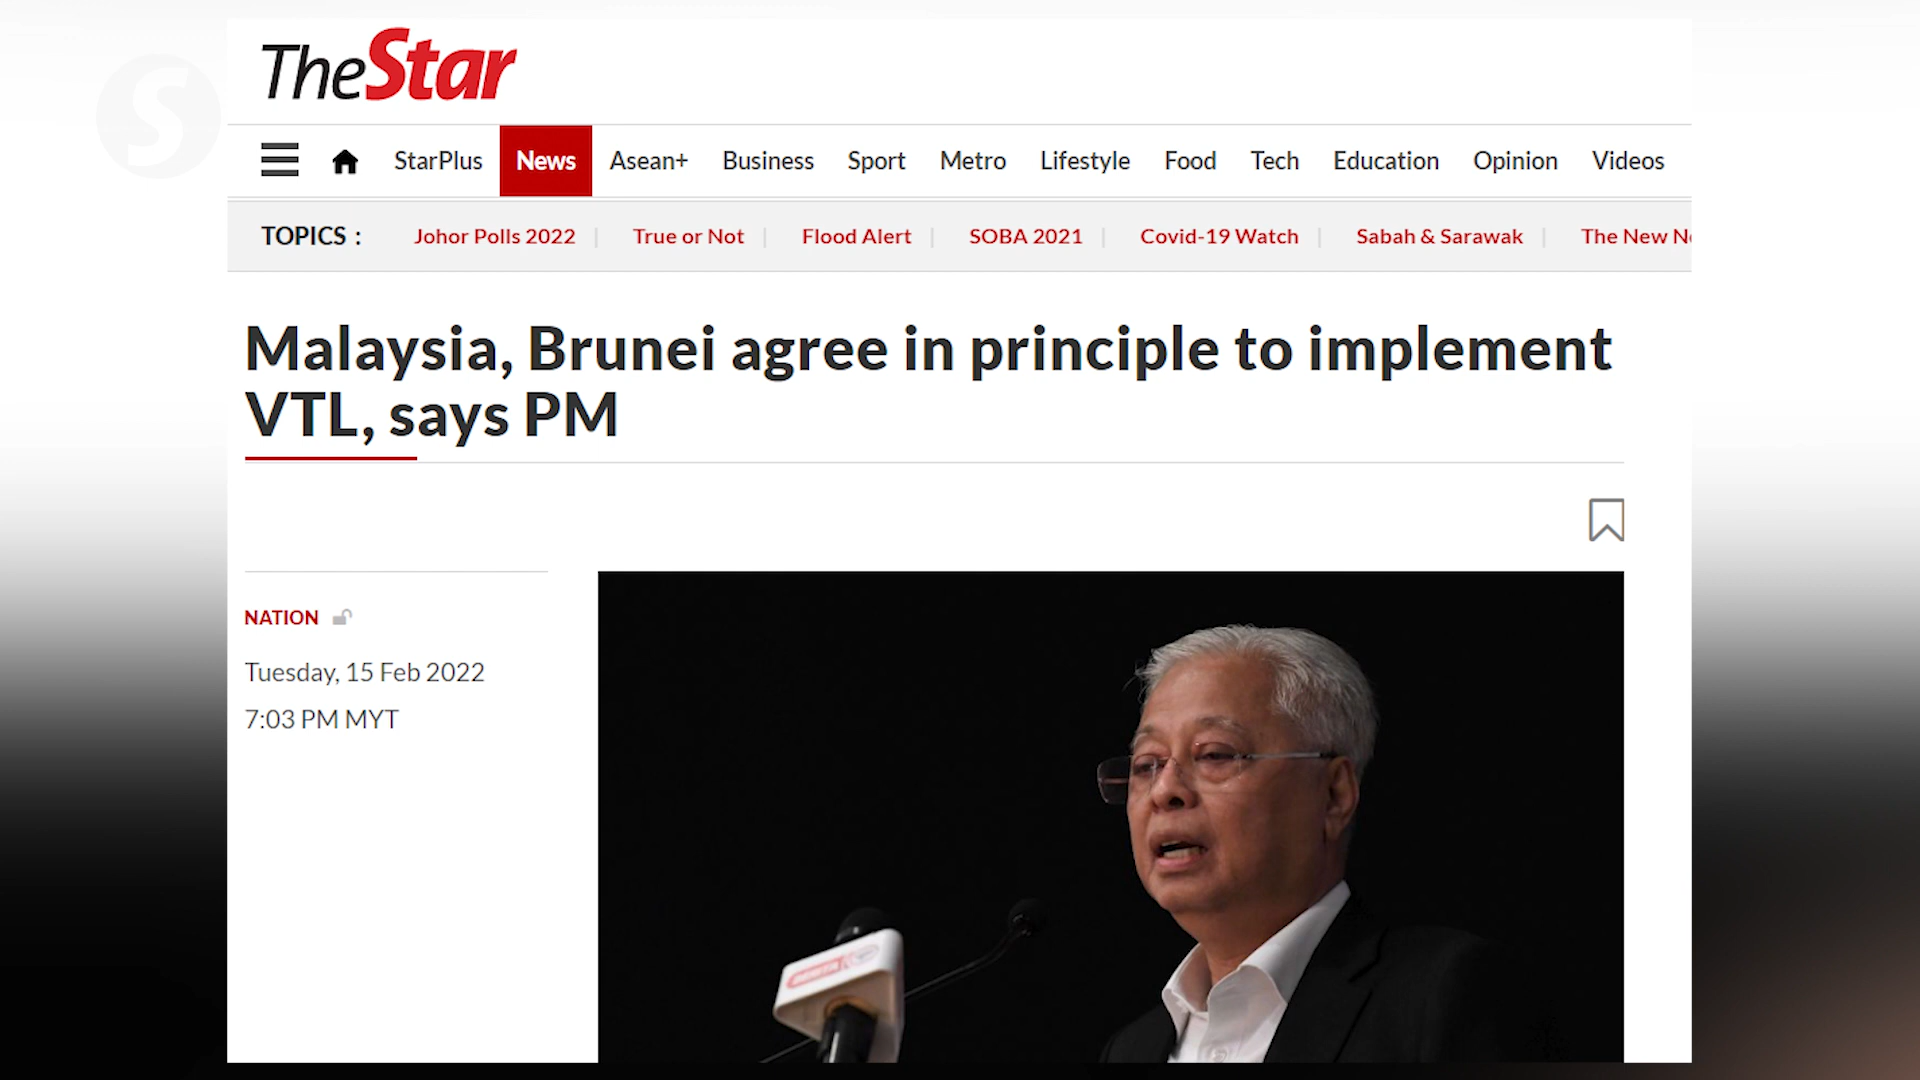 TheStar
S
StarPlus News Asean+ Business Sport Metro Lifestyle Food Tech Education Opinion Videos
TOPICS : Johor Polls 2022 | True or Not | Flood Alert | SOBA 2021 | Covid-19 Watch | Sabah & Sarawak | The New N
Malaysia, Brunei agree in principle to implement
VTL, says PM
NATION
Tuesday, 15 Feb 2022
7:03 PM MYT